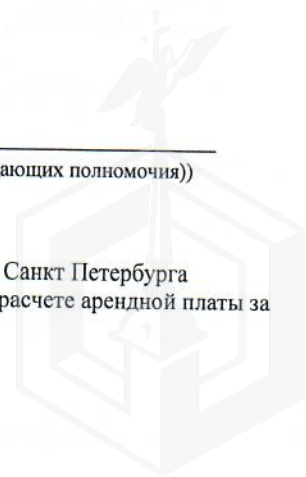 ающих полномочия))
Санкт Петербурга
расчете арендной платы за